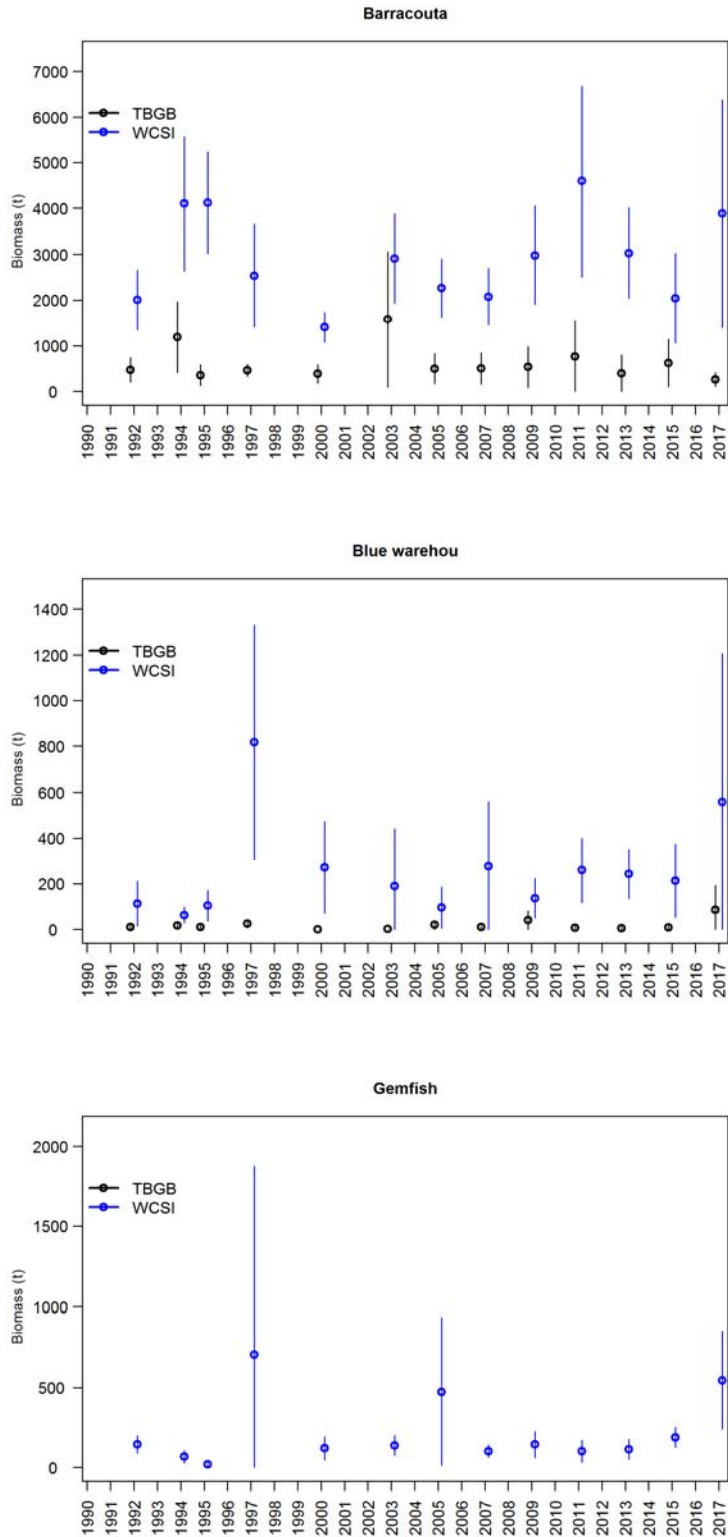 Barracouta
7000
6000
5000
4000
3000
2000
1000
0
Biomass (t)
TBGB
WCSI
1990 1991 1992 1993 1994 1995 1996 1997 1998 1999 2000 2001 2002 2003 2004 2005 2006 2007 2008 2009 2010 2011 2012 2013 2014 2015 2016 2017
Blue warehou
1400
1200
1000
800
600
400
200
0
Biomass (t)
TBGB
WCSI
1990 1991 1992 1993 1994 1995 1996 1997 1998 1999 2000 2001 2002 2003 2004 2005 2006 2007 2008 2009 2010 2011 2012 2013 2014 2015 2016 2017
Gemfish
2000
1500
1000
500
0
Biomass (t)
TBGB
WCSI
1990 1991 1992 1993 1994 1995 1996 1997 1998 1999 2000 2001 2002 2003 2004 2005 2006 2007 2008 2009 2010 2011 2012 2013 2014 2015 2016 2017